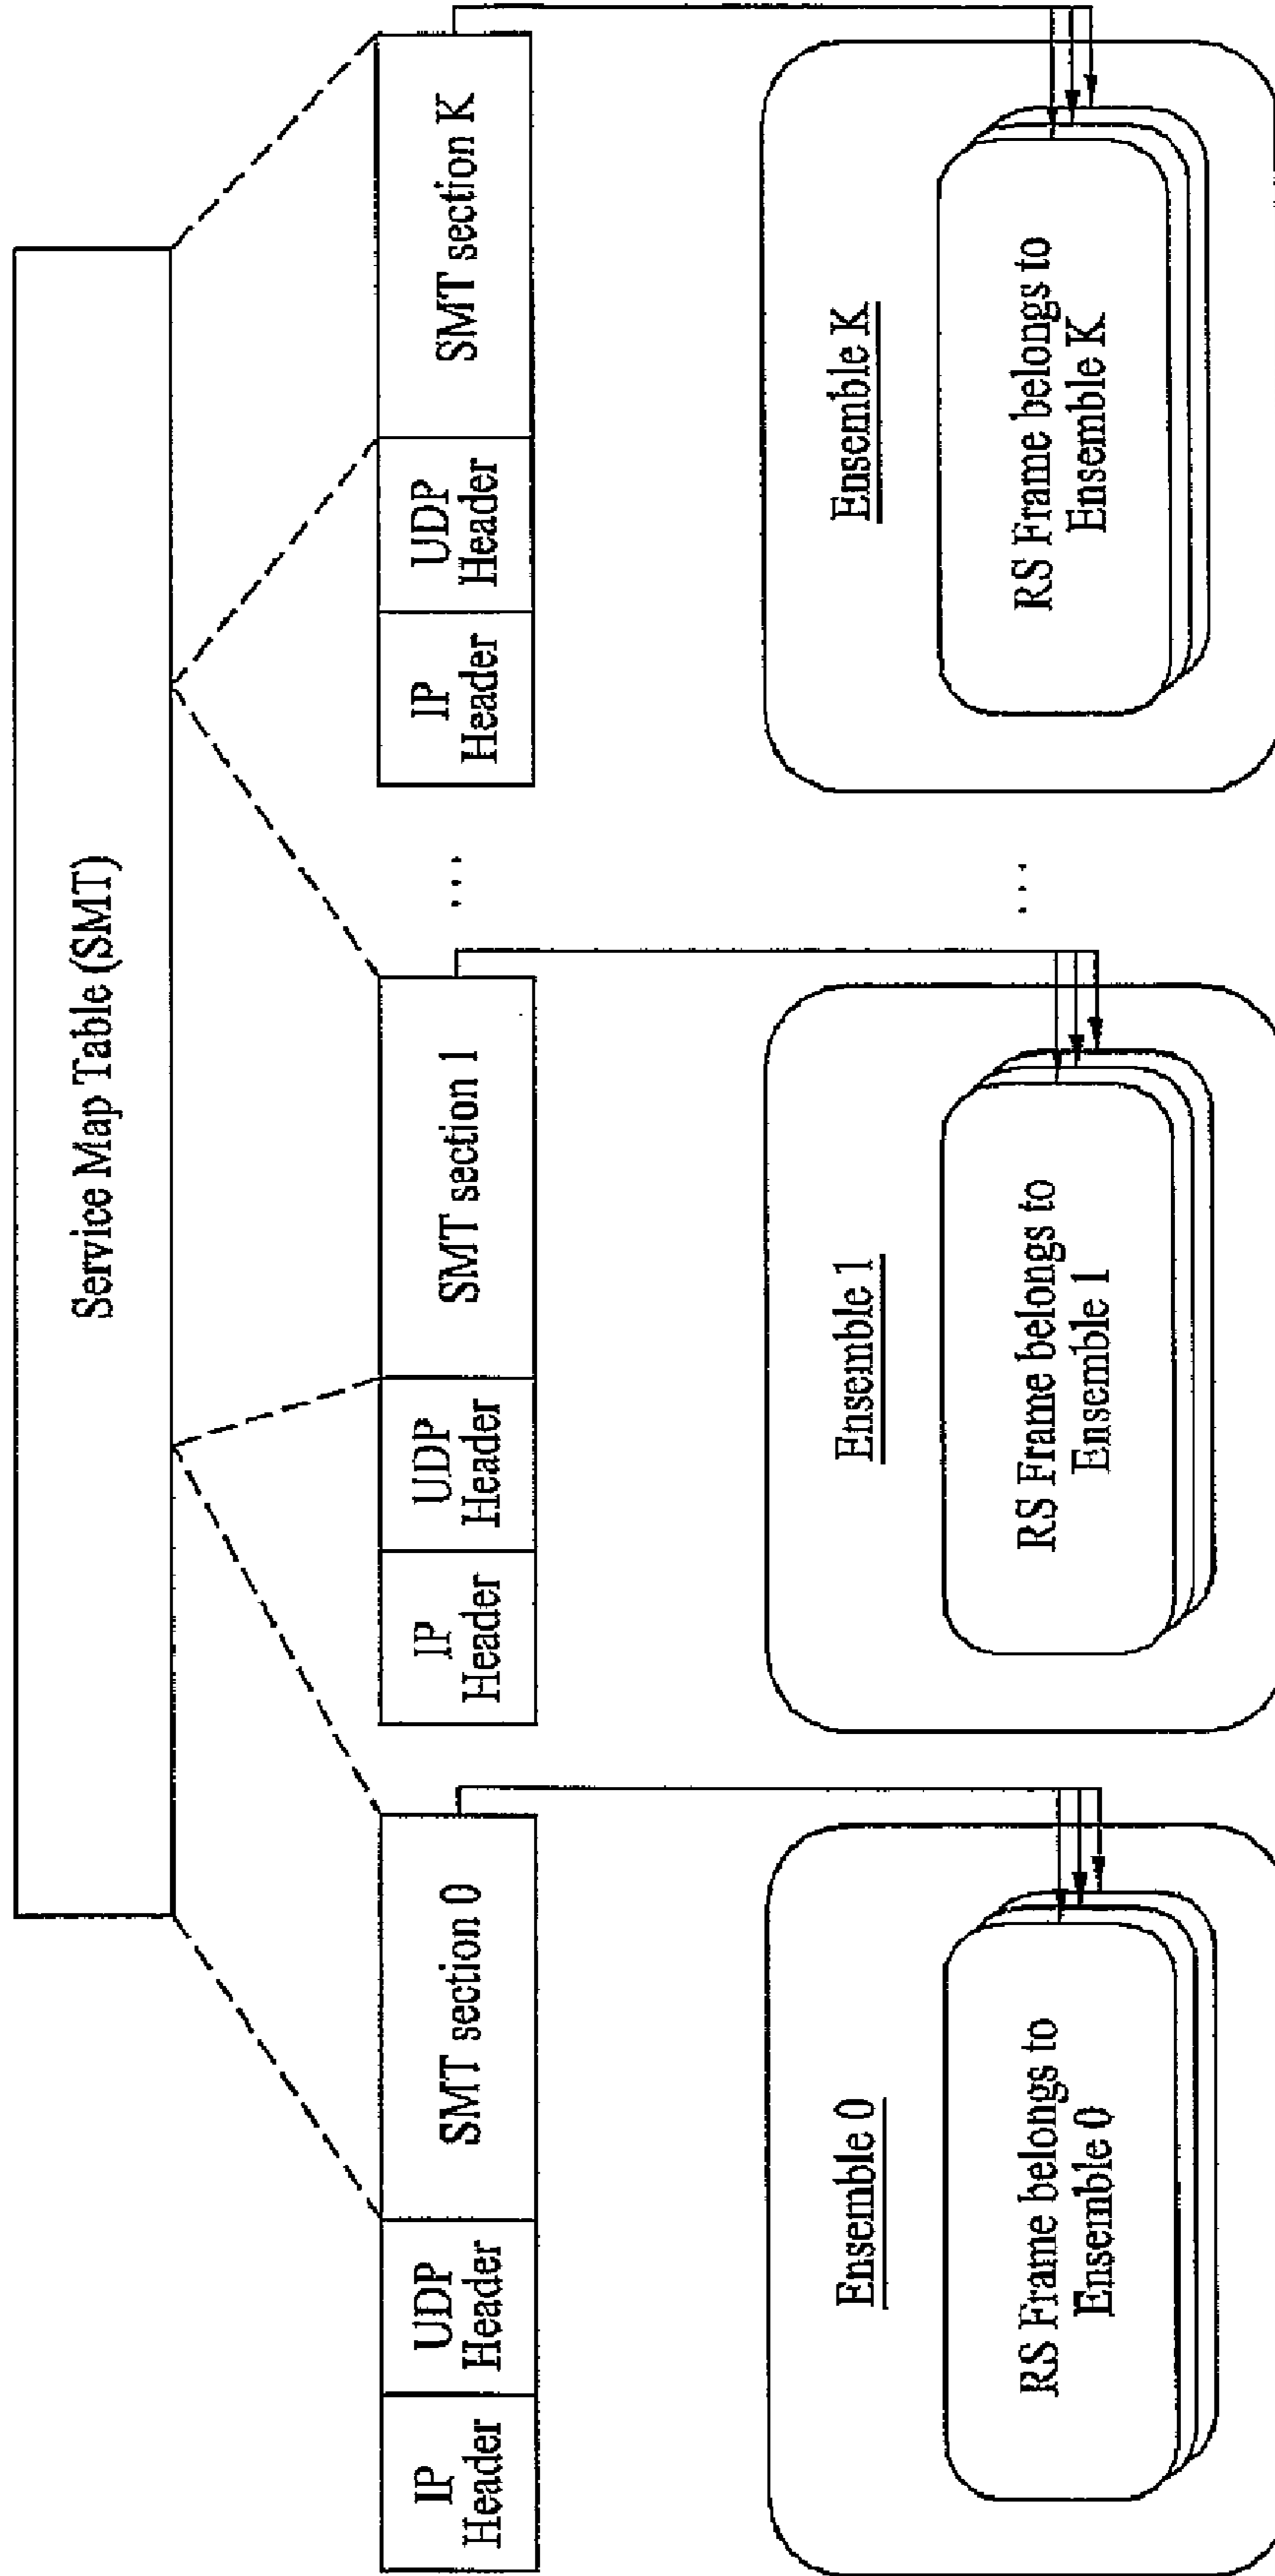 Service Map Table (SMT)
IP
Header
UDP
Header
SMT section 0
IP
Header
UDP
Header
SMT section 1
...
IP
Header
UDP
Header
SMT section K
Ensemble 0
RS Frame belongs to
Ensemble 0
Ensemble 1
RS Frame belongs to
Ensemble 1
...
Ensemble K
RS Frame belongs to
Ensemble K